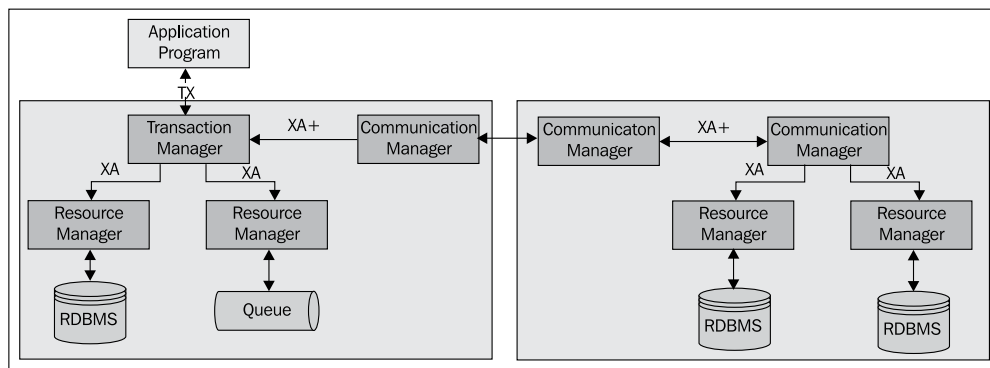 Application
Program
TX
Transaction
Manager
XA+
Communication
Manager
Communicaton
Manager
XA+
Communication
Manager
XA
XA
XA
XA
Resource
Manager
Resource
Manager
Resource
Manager
Resource
Manager
RDBMS
Queue
RDBMS
RDBMS